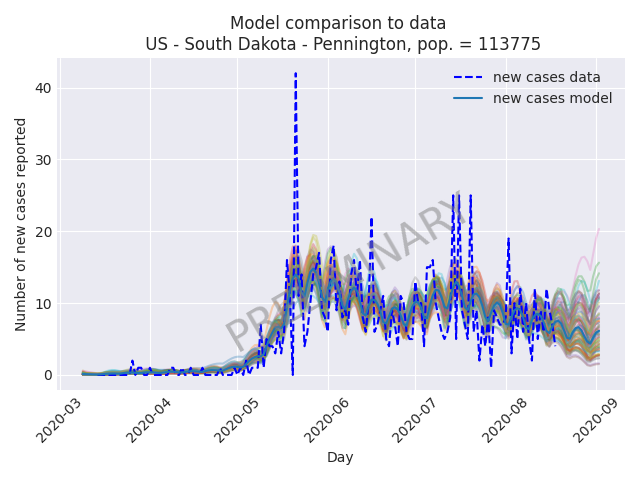 Model comparison to data
US - South Dakota - Pennington, pop. = 113775
new cases data
new cases model
Number of new cases reported
40
30
20
10
0
PRELIMINARY
2020-03
2020-04
2020-05
2020-06
2020-07
2020-08
2020-09
Day